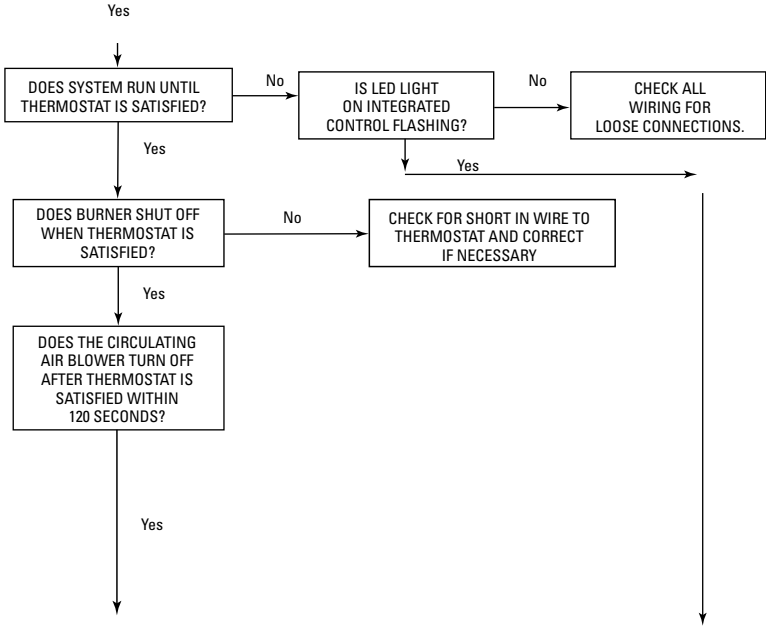 Yes
DOES SYSTEM RUN UNTIL
THERMOSTAT IS SATISFIED?
No
IS LED LIGHT
ON INTEGRATED
CONTROL FLASHING?
No
CHECK ALL
WIRING FOR
LOOSE CONNECTIONS.
Yes
Yes
DOES BURNER SHUT OFF
WHEN THERMOSTAT IS
SATISFIED?
No
CHECK FOR SHORT IN WIRE TO
THERMOSTAT AND CORRECT
IF NECESSARY
Yes
DOES THE CIRCULATING
AIR BLOWER TURN OFF
AFTER THERMOSTAT IS
SATISFIED WITHIN
120 SECONDS?
Yes